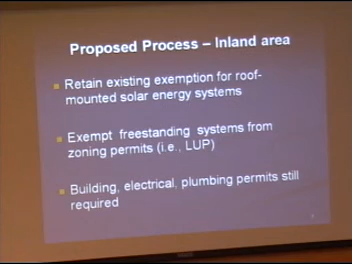 Proposed Process – Inland area
Retain existing exemption for roof-
mounted solar energy systems
Exempt freestanding systems from
zoning permits (i.e., LUP)
Building, electrical, plumbing permits still
required